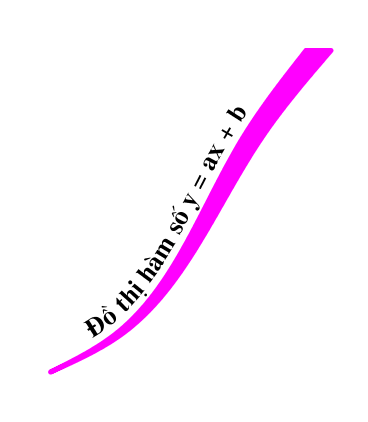 Đồ thị hàm số y = ax + b